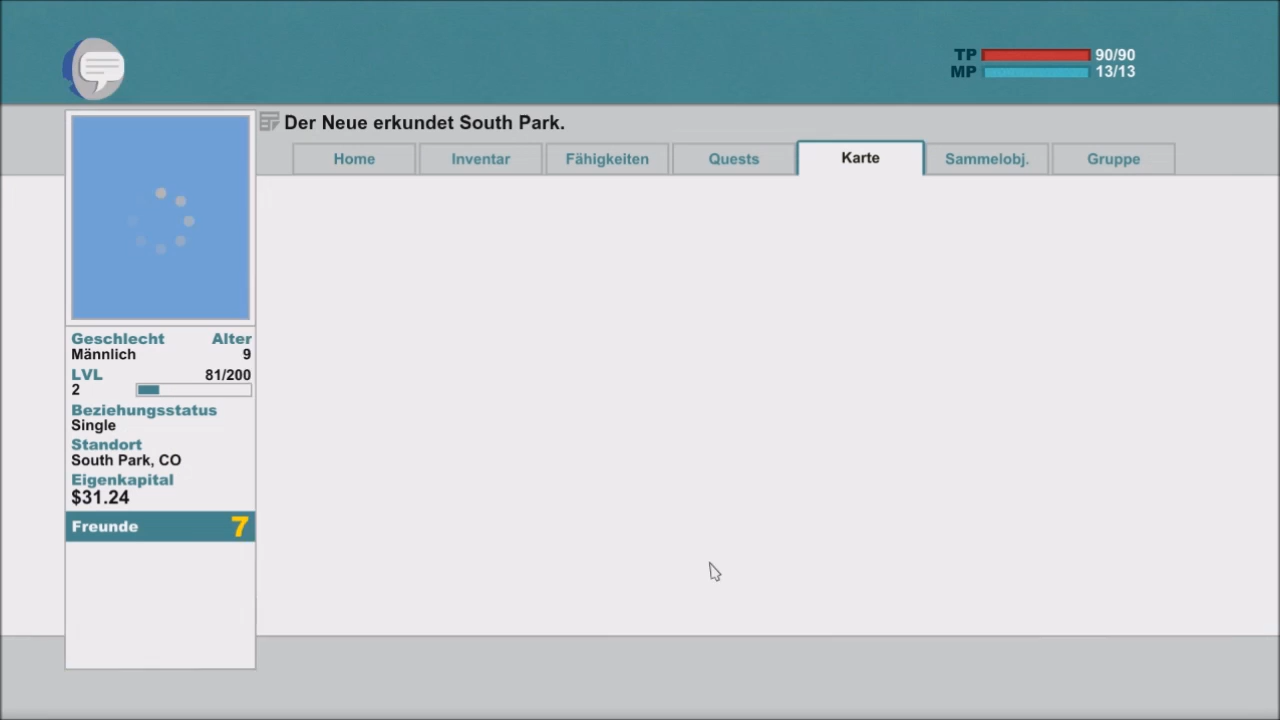 TP 90/90
MP 13/13
Der Neue erkundet South Park.
Home Inventar Fähigkeiten Quests Karte Sammelobj. Gruppe
Geschlecht Alter
Männlich 9
LVL 81/200
2
Beziehungsstatus
Single
Standort
South Park, CO
Eigenkapital
$31.24
Freunde 7